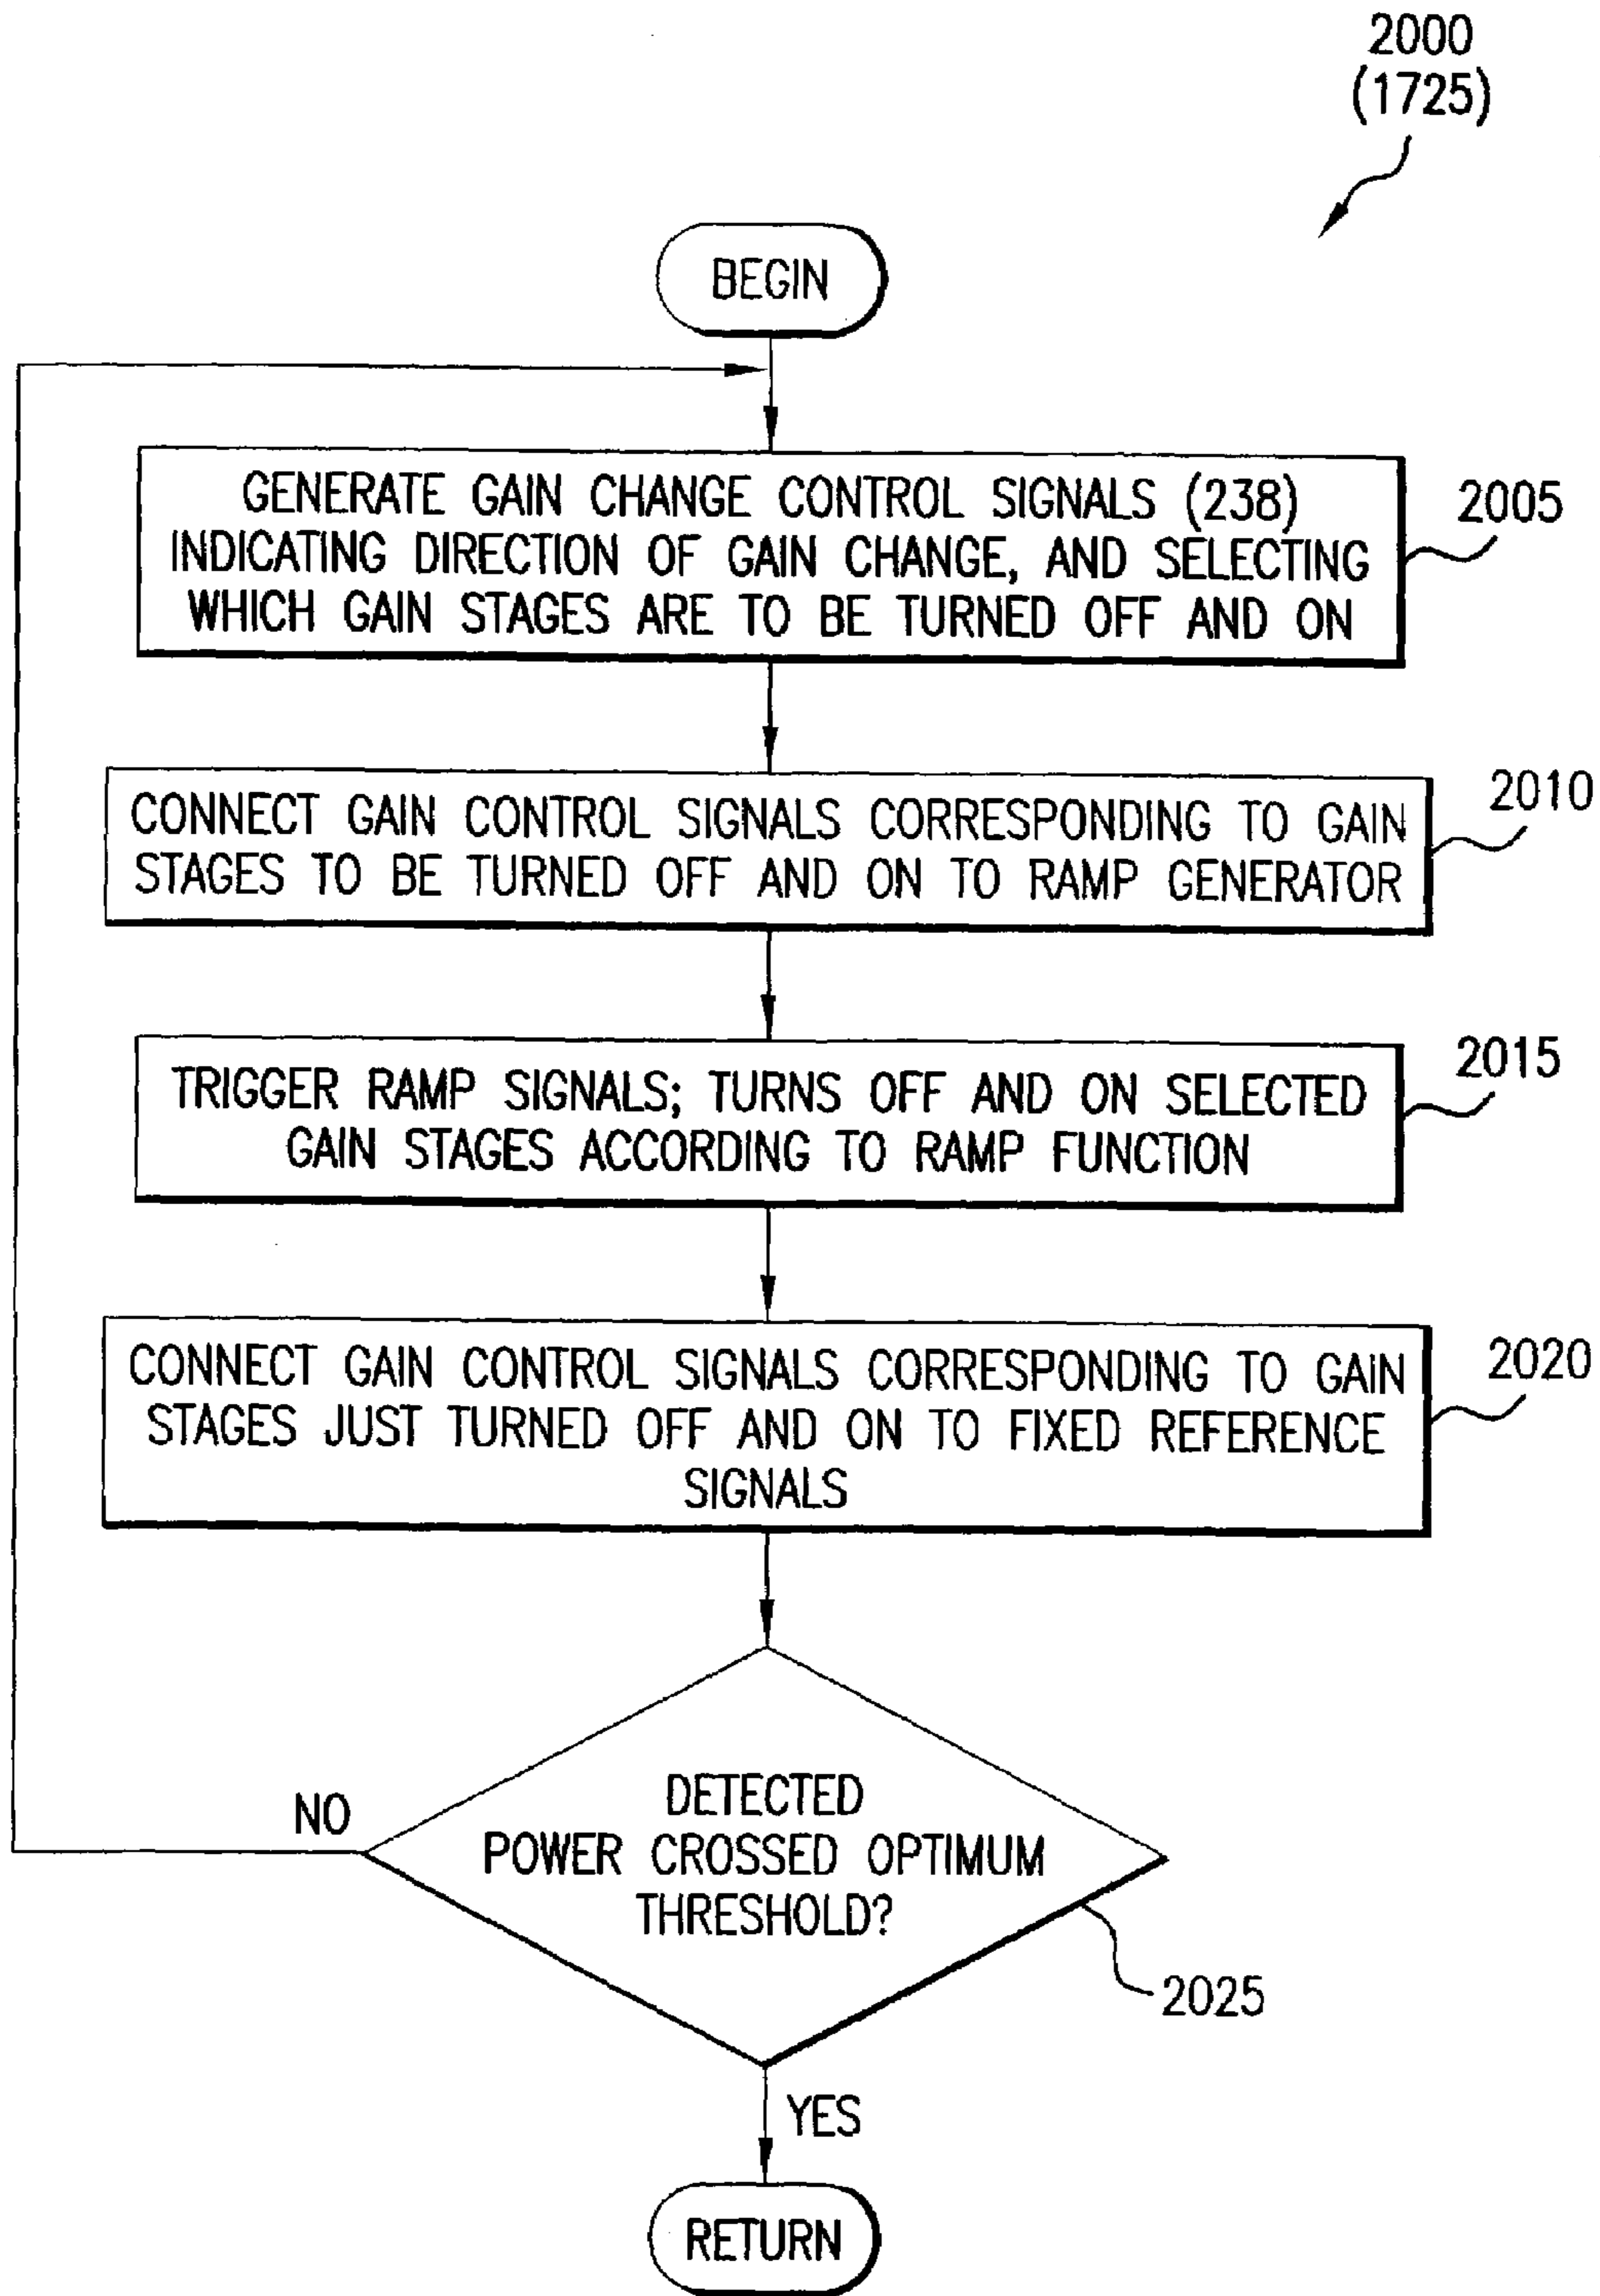 2000
(1725)
BEGIN
GENERATE GAIN CHANGE CONTROL SIGNALS (238)
INDICATING DIRECTION OF GAIN CHANGE, AND SELECTING
WHICH GAIN STAGES ARE TO BE TURNED OFF AND ON
2005
CONNECT GAIN CONTROL SIGNALS CORRESPONDING TO GAIN
STAGES TO BE TURNED OFF AND ON TO RAMP GENERATOR
2010
TRIGGER RAMP SIGNALS; TURNS OFF AND ON SELECTED
GAIN STAGES ACCORDING TO RAMP FUNCTION
2015
CONNECT GAIN CONTROL SIGNALS CORRESPONDING TO GAIN
STAGES JUST TURNED OFF AND ON TO FIXED REFERENCE
SIGNALS
2020
DETECTED
POWER CROSSED OPTIMUM
THRESHOLD?
NO
2025
YES
RETURN